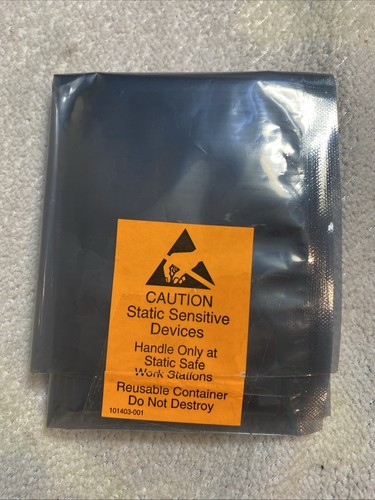 CAUTION
Static Sensitive
Devices
Handle Only at
Static Safe
Work Stations
Reusable Container
Do Not Destroy
101403-001